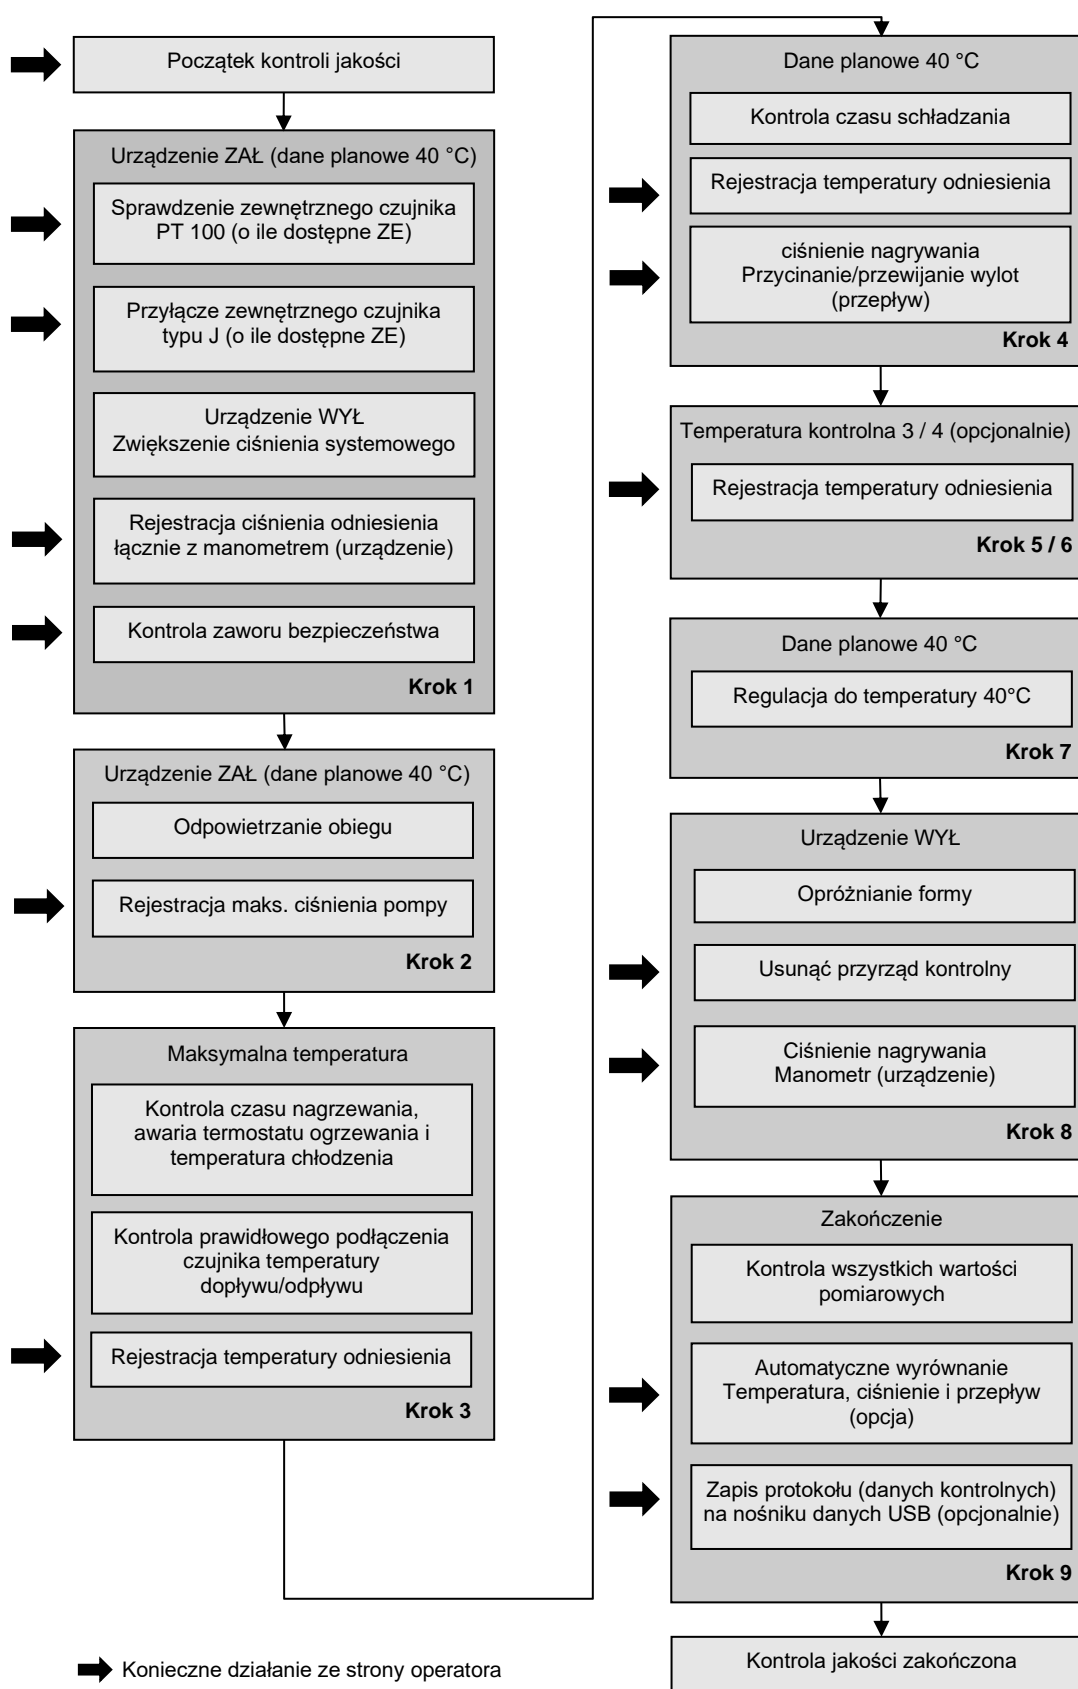 Początek kontroli jakości
Urządzenie ZAŁ (dane planowe 40 °C)
Sprawdzenie zewnętrznego czujnika
PT 100 (o ile dostępne ZE)
Przyłącze zewnętrznego czujnika
typu J (o ile dostępne ZE)
Urządzenie WYŁ
Zwiększenie ciśnienia systemowego
Rejestracja ciśnienia odniesienia
łącznie z manometrem (urządzenie)
Kontrola zaworu bezpieczeństwa
Krok 1
Urządzenie ZAŁ (dane planowe 40 °C)
Odpowietrzanie obiegu
Rejestracja maks. ciśnienia pompy
Krok 2
Maksymalna temperatura
Kontrola czasu nagrzewania,
awaria termostatu ogrzewania i
temperatura chłodzenia
Kontrola prawidłowego podłączenia
czujnika temperatury
dopływu/odpływu
Rejestracja temperatury odniesienia
Krok 3
Dane planowe 40 °C
Kontrola czasu schładzania
Rejestracja temperatury odniesienia
ciśnienie nagrywania
Przycinanie/przewijanie wylot
(przepływ)
Krok 4
Temperatura kontrolna 3 / 4 (opcjonalnie)
Rejestracja temperatury odniesienia
Krok 5 / 6
Dane planowe 40 °C
Regulacja do temperatury 40°C
Krok 7
Urządzenie WYŁ
Opróżnianie formy
Usunąć przyrząd kontrolny
Ciśnienie nagrywania
Manometr (urządzenie)
Krok 8
Zakończenie
Kontrola wszystkich wartości
pomiarowych
Automatyczne wyrównanie
Temperatura, ciśnienie i przepływ
(opcja)
Zapis protokołu (danych kontrolnych)
na nośniku danych USB (opcjonalnie)
Krok 9
Kontrola jakości zakończona
Konieczne działanie ze strony operatora